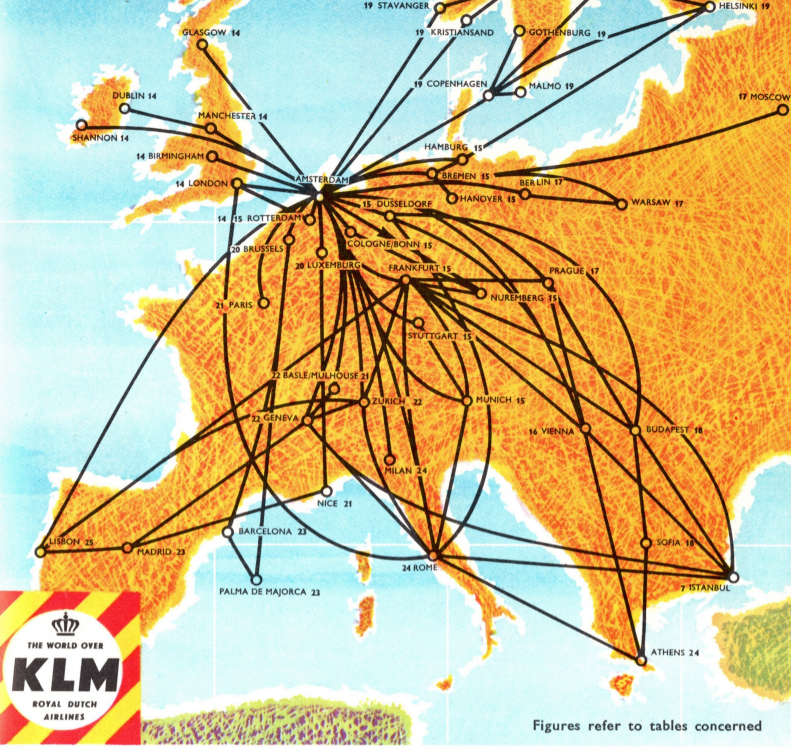 19 STAVANGER
HELSINKI 19
19 KRISTIANSAND
GLASGOW 14
GOTHENBURG 19
19 COPENHAGEN
MALMÖ 19
DUBLIN 14
17 MOSCOW
MANCHESTER 14
SHANNON 14
HAMBURG 15
14 BIRMINGHAM
BREMEN 15
AMSTERDAM
14 LONDON
BERLIN 17
HANOVER 15
WARSAW 17
15 DUSSELDORF
14 15 ROTTERDAM
COLOGNE/BONN 15
20 BRUSSELS
20 LUXEMBURG
FRANKFURT 15
PRAGUE 17
NUREMBERG 15
21 PARIS
STUTTGART 15
22 BASLE/MULHOUSE 21
ZURICH 22
MUNICH 15
22 GENEVA
16 VIENNA
BUDAPEST 18
MILAN 24
NICE 21
BARCELONA 23
LISBON 25
MADRID 23
SOFIA 18
24 ROME
7 ISTANBUL
PALMA DE MAJORCA 23
ATHENS 24
THE WORLD OVER
KLM
ROYAL DUTCH
AIRLINES
Figures refer to tables concerned